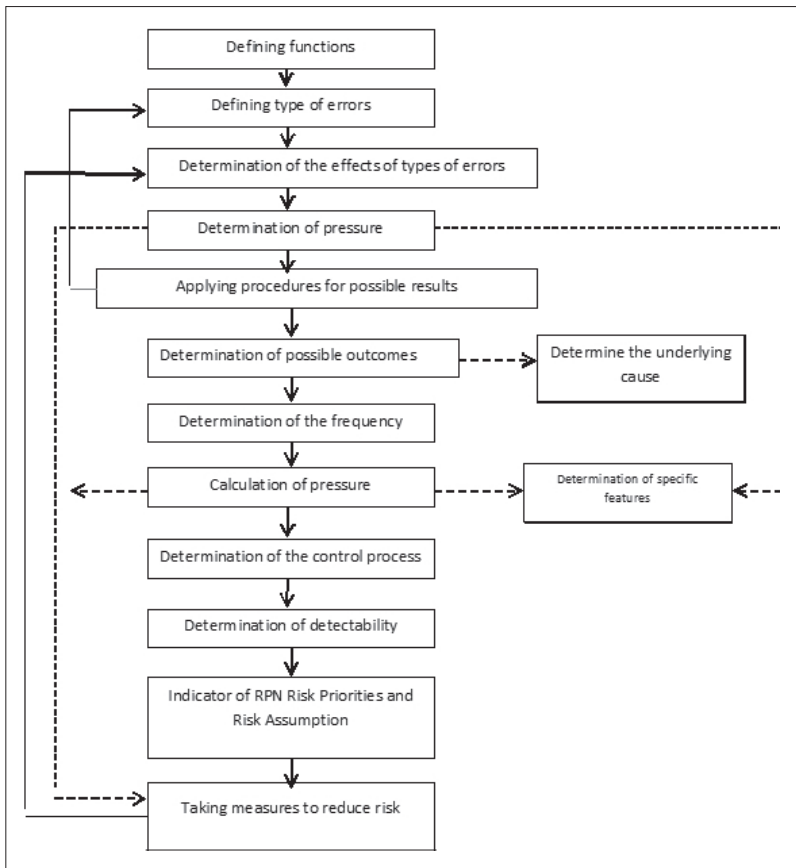 Defining functions
Defining type of errors
Determination of the effects of types of errors
Determination of pressure
Applying procedures for possible results
Determination of possible outcomes
Determine the underlying
cause
Determination of the frequency
Calculation of pressure
Determination of specific
features
Determination of the control process
Determination of detectability
Indicator of RPN Risk Priorities and
Risk Assumption
Taking measures to reduce risk